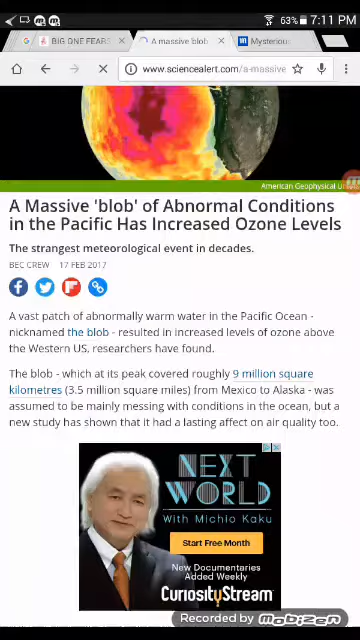 63% 7:11 PM
BIG ONE FEARS
A massive 'blob
Mysterious
www.sciencealert.com/a-massive
American Geophysical
A Massive 'blob' of Abnormal Conditions
in the Pacific Has Increased Ozone Levels
The strangest meteorological event in decades.
BEC CREW 17 FEB 2017
A vast patch of abnormally warm water in the Pacific Ocean -
nicknamed the blob - resulted in increased levels of ozone above
the Western US, researchers have found.
The blob - which at its peak covered roughly 9 million square
kilometres (3.5 million square miles) from Mexico to Alaska - was
assumed to be mainly messing with conditions in the ocean, but a
new study has shown that it had a lasting affect on air quality too.
NEXT
WORLD
With Michio Kaku
Start Free Month
New Documentaries
Added Weekly
CuriosityStream
Recorded by
MOBIZEN